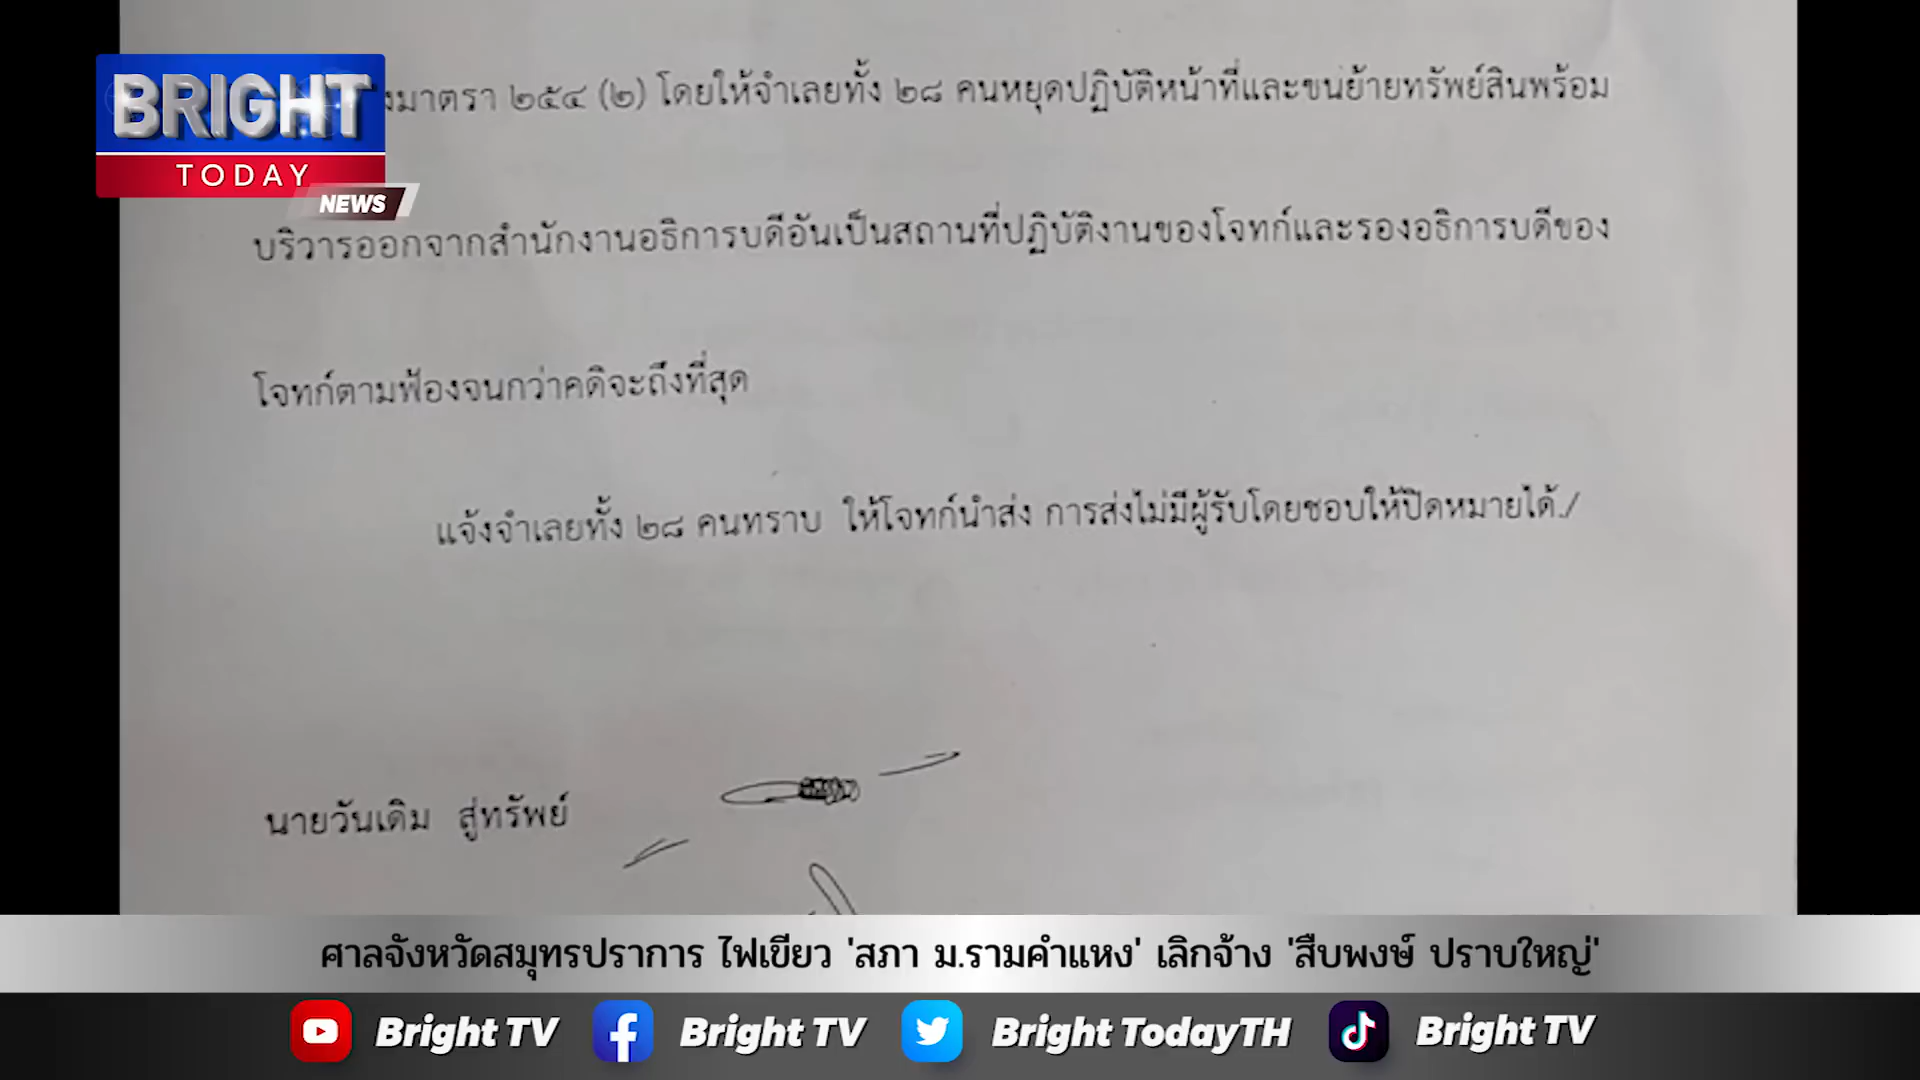 BRIGHT
TODAY
NEWS
มาตรา ๒๕๔ (๒) โดยให้จำเลยทั้ง ๒๘ คนหยุดปฏิบัติหน้าที่และขนย้ายทรัพย์สินพร้อม
บริวารออกจากสำนักงานอธิการบดีอันเป็นสถานที่ปฏิบัติงานของโจทก์และรองอธิการบดีของ
โจทก์ตามฟ้องจนกว่าคดีจะถึงที่สุด
แจ้งจำเลยทั้ง ๒๘ คนทราบ ให้โจทก์นำส่ง การส่งไม่มีผู้รับโดยชอบให้ปิดหมายได้./
นายวันเดิม สู่ทรัพย์
ศาลจังหวัดสมุทรปราการ ไฟเขียว 'สภา ม.รามคำแหง' เลิกจ้าง 'สืบพงษ์ ปราบใหญ่'
Bright TV Bright TV Bright TodayTH Bright TV